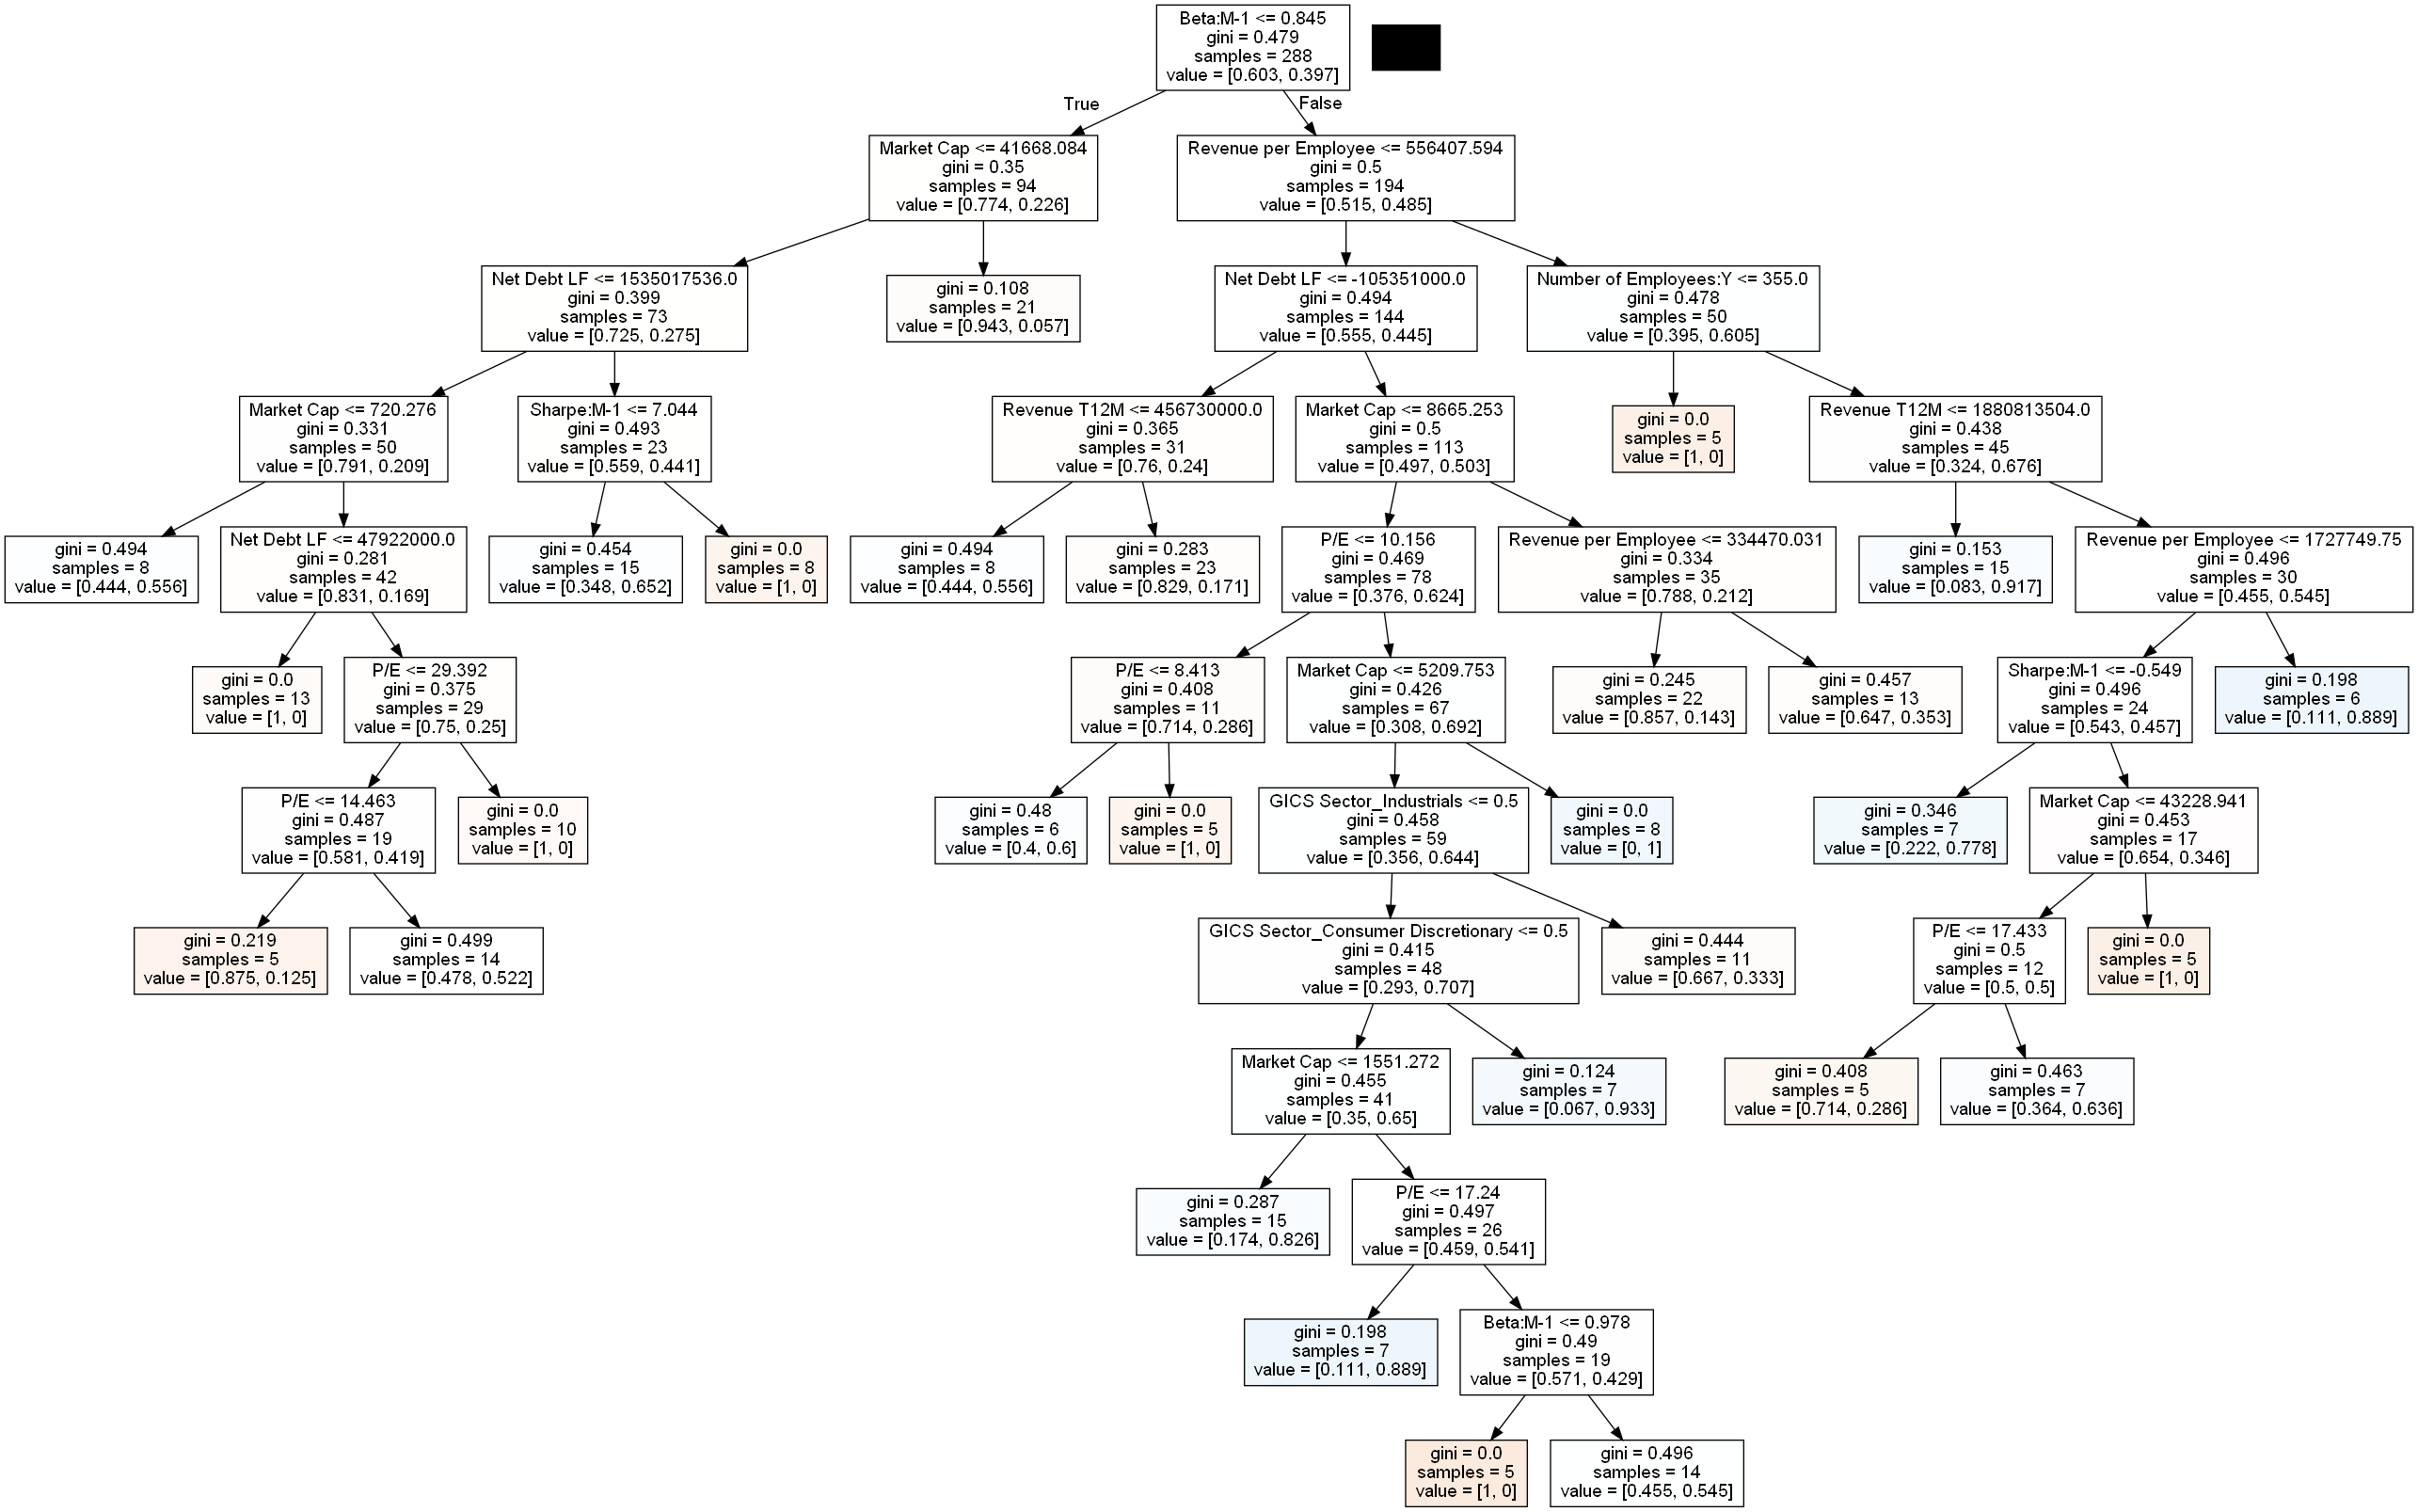 Beta:M-1 <= 0.845
gini = 0.479
samples = 288
value = [0.603, 0.397]
True
False
Market Cap <= 41668.084
gini = 0.35
samples = 94
value = [0.774, 0.226]
Revenue per Employee <= 556407.594
gini = 0.5
samples = 194
value = [0.515, 0.485]
Net Debt LF <= 1535017536.0
gini = 0.399
samples = 73
value = [0.725, 0.275]
gini = 0.108
samples = 21
value = [0.943, 0.057]
Net Debt LF <= -105351000.0
gini = 0.494
samples = 144
value = [0.555, 0.445]
Number of Employees:Y <= 355.0
gini = 0.478
samples = 50
value = [0.395, 0.605]
Market Cap <= 720.276
gini = 0.331
samples = 50
value = [0.791, 0.209]
Sharpe:M-1 <= 7.044
gini = 0.493
samples = 23
value = [0.559, 0.441]
Revenue T12M <= 456730000.0
gini = 0.365
samples = 31
value = [0.76, 0.24]
Market Cap <= 8665.253
gini = 0.5
samples = 113
value = [0.497, 0.503]
gini = 0.0
samples = 5
value = [1, 0]
Revenue T12M <= 1880813504.0
gini = 0.438
samples = 45
value = [0.324, 0.676]
gini = 0.494
samples = 8
value = [0.444, 0.556]
Net Debt LF <= 47922000.0
gini = 0.281
samples = 42
value = [0.831, 0.169]
gini = 0.454
samples = 15
value = [0.348, 0.652]
gini = 0.0
samples = 8
value = [1, 0]
gini = 0.494
samples = 8
value = [0.444, 0.556]
gini = 0.283
samples = 23
value = [0.829, 0.171]
P/E <= 10.156
gini = 0.469
samples = 78
value = [0.376, 0.624]
Revenue per Employee <= 334470.031
gini = 0.334
samples = 35
value = [0.788, 0.212]
gini = 0.153
samples = 15
value = [0.083, 0.917]
Revenue per Employee <= 1727749.75
gini = 0.496
samples = 30
value = [0.455, 0.545]
gini = 0.0
samples = 13
value = [1, 0]
P/E <= 29.392
gini = 0.375
samples = 29
value = [0.75, 0.25]
P/E <= 8.413
gini = 0.408
samples = 11
value = [0.714, 0.286]
Market Cap <= 5209.753
gini = 0.426
samples = 67
value = [0.308, 0.692]
gini = 0.245
samples = 22
value = [0.857, 0.143]
gini = 0.457
samples = 13
value = [0.647, 0.353]
Sharpe:M-1 <= -0.549
gini = 0.496
samples = 24
value = [0.543, 0.457]
gini = 0.198
samples = 6
value = [0.111, 0.889]
P/E <= 14.463
gini = 0.487
samples = 19
value = [0.581, 0.419]
gini = 0.0
samples = 10
value = [1, 0]
gini = 0.48
samples = 6
value = [0.4, 0.6]
gini = 0.0
samples = 5
value = [1, 0]
GICS Sector_Industrials <= 0.5
gini = 0.458
samples = 59
value = [0.356, 0.644]
gini = 0.0
samples = 8
value = [0, 1]
gini = 0.346
samples = 7
value = [0.222, 0.778]
Market Cap <= 43228.941
gini = 0.453
samples = 17
value = [0.654, 0.346]
gini = 0.219
samples = 5
value = [0.875, 0.125]
gini = 0.499
samples = 14
value = [0.478, 0.522]
GICS Sector_Consumer Discretionary <= 0.5
gini = 0.415
samples = 48
value = [0.293, 0.707]
gini = 0.444
samples = 11
value = [0.667, 0.333]
P/E <= 17.433
gini = 0.5
samples = 12
value = [0.5, 0.5]
gini = 0.0
samples = 5
value = [1, 0]
Market Cap <= 1551.272
gini = 0.455
samples = 41
value = [0.35, 0.65]
gini = 0.124
samples = 7
value = [0.067, 0.933]
gini = 0.408
samples = 5
value = [0.714, 0.286]
gini = 0.463
samples = 7
value = [0.364, 0.636]
gini = 0.287
samples = 15
value = [0.174, 0.826]
P/E <= 17.24
gini = 0.497
samples = 26
value = [0.459, 0.541]
gini = 0.198
samples = 7
value = [0.111, 0.889]
Beta:M-1 <= 0.978
gini = 0.49
samples = 19
value = [0.571, 0.429]
gini = 0.0
samples = 5
value = [1, 0]
gini = 0.496
samples = 14
value = [0.455, 0.545]